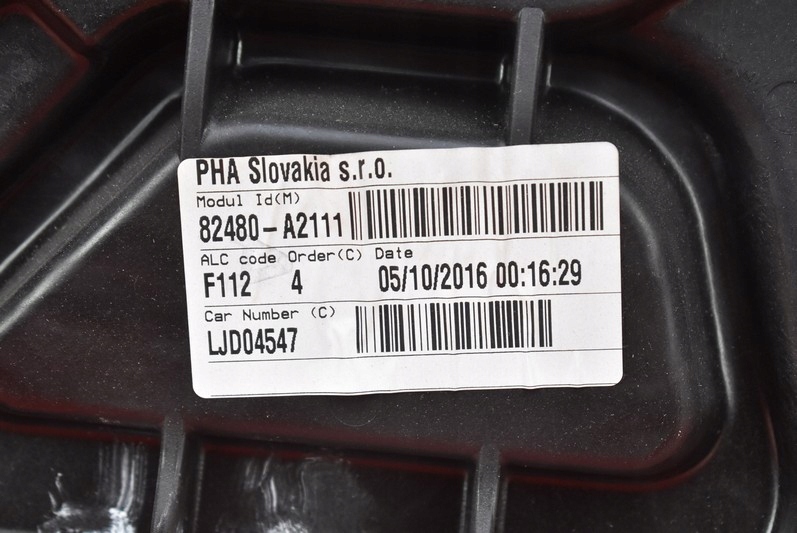 PHA Slovakia s.r.o.
Modul Id(M)
82480-A2111
ALC code Order(C) Date
F112 4 05/10/2016 00:16:29
Car Number (C)
LJD04547